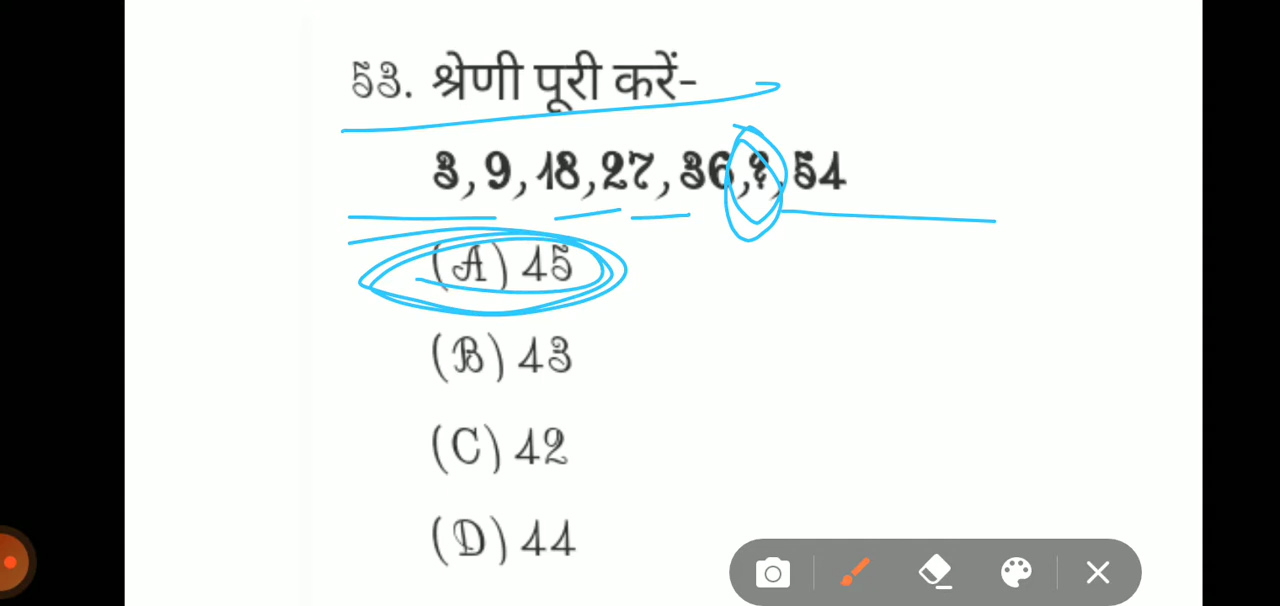 53. श्रेणी पूरी करें-
3, 9, 18, 27, 36, ?, 54
(A) 45
(B) 43
(C) 42
(D) 44